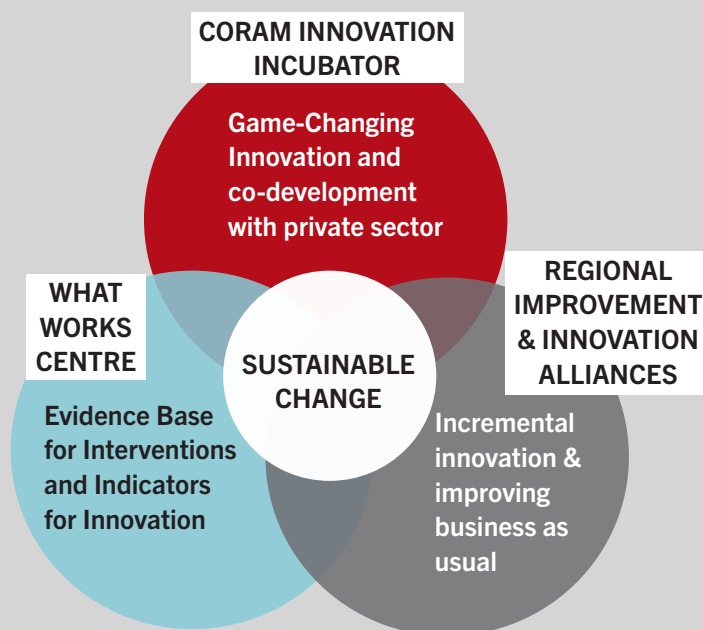 CORAM INNOVATION
INCUBATOR
Game-Changing
Innovation and
co-development
with private sector
WHAT
WORKS
CENTRE
Evidence Base
for Interventions
and Indicators
for Innovation
SUSTAINABLE
CHANGE
REGIONAL
IMPROVEMENT
& INNOVATION
ALLIANCES
Incremental
innovation &
improving
business as
usual